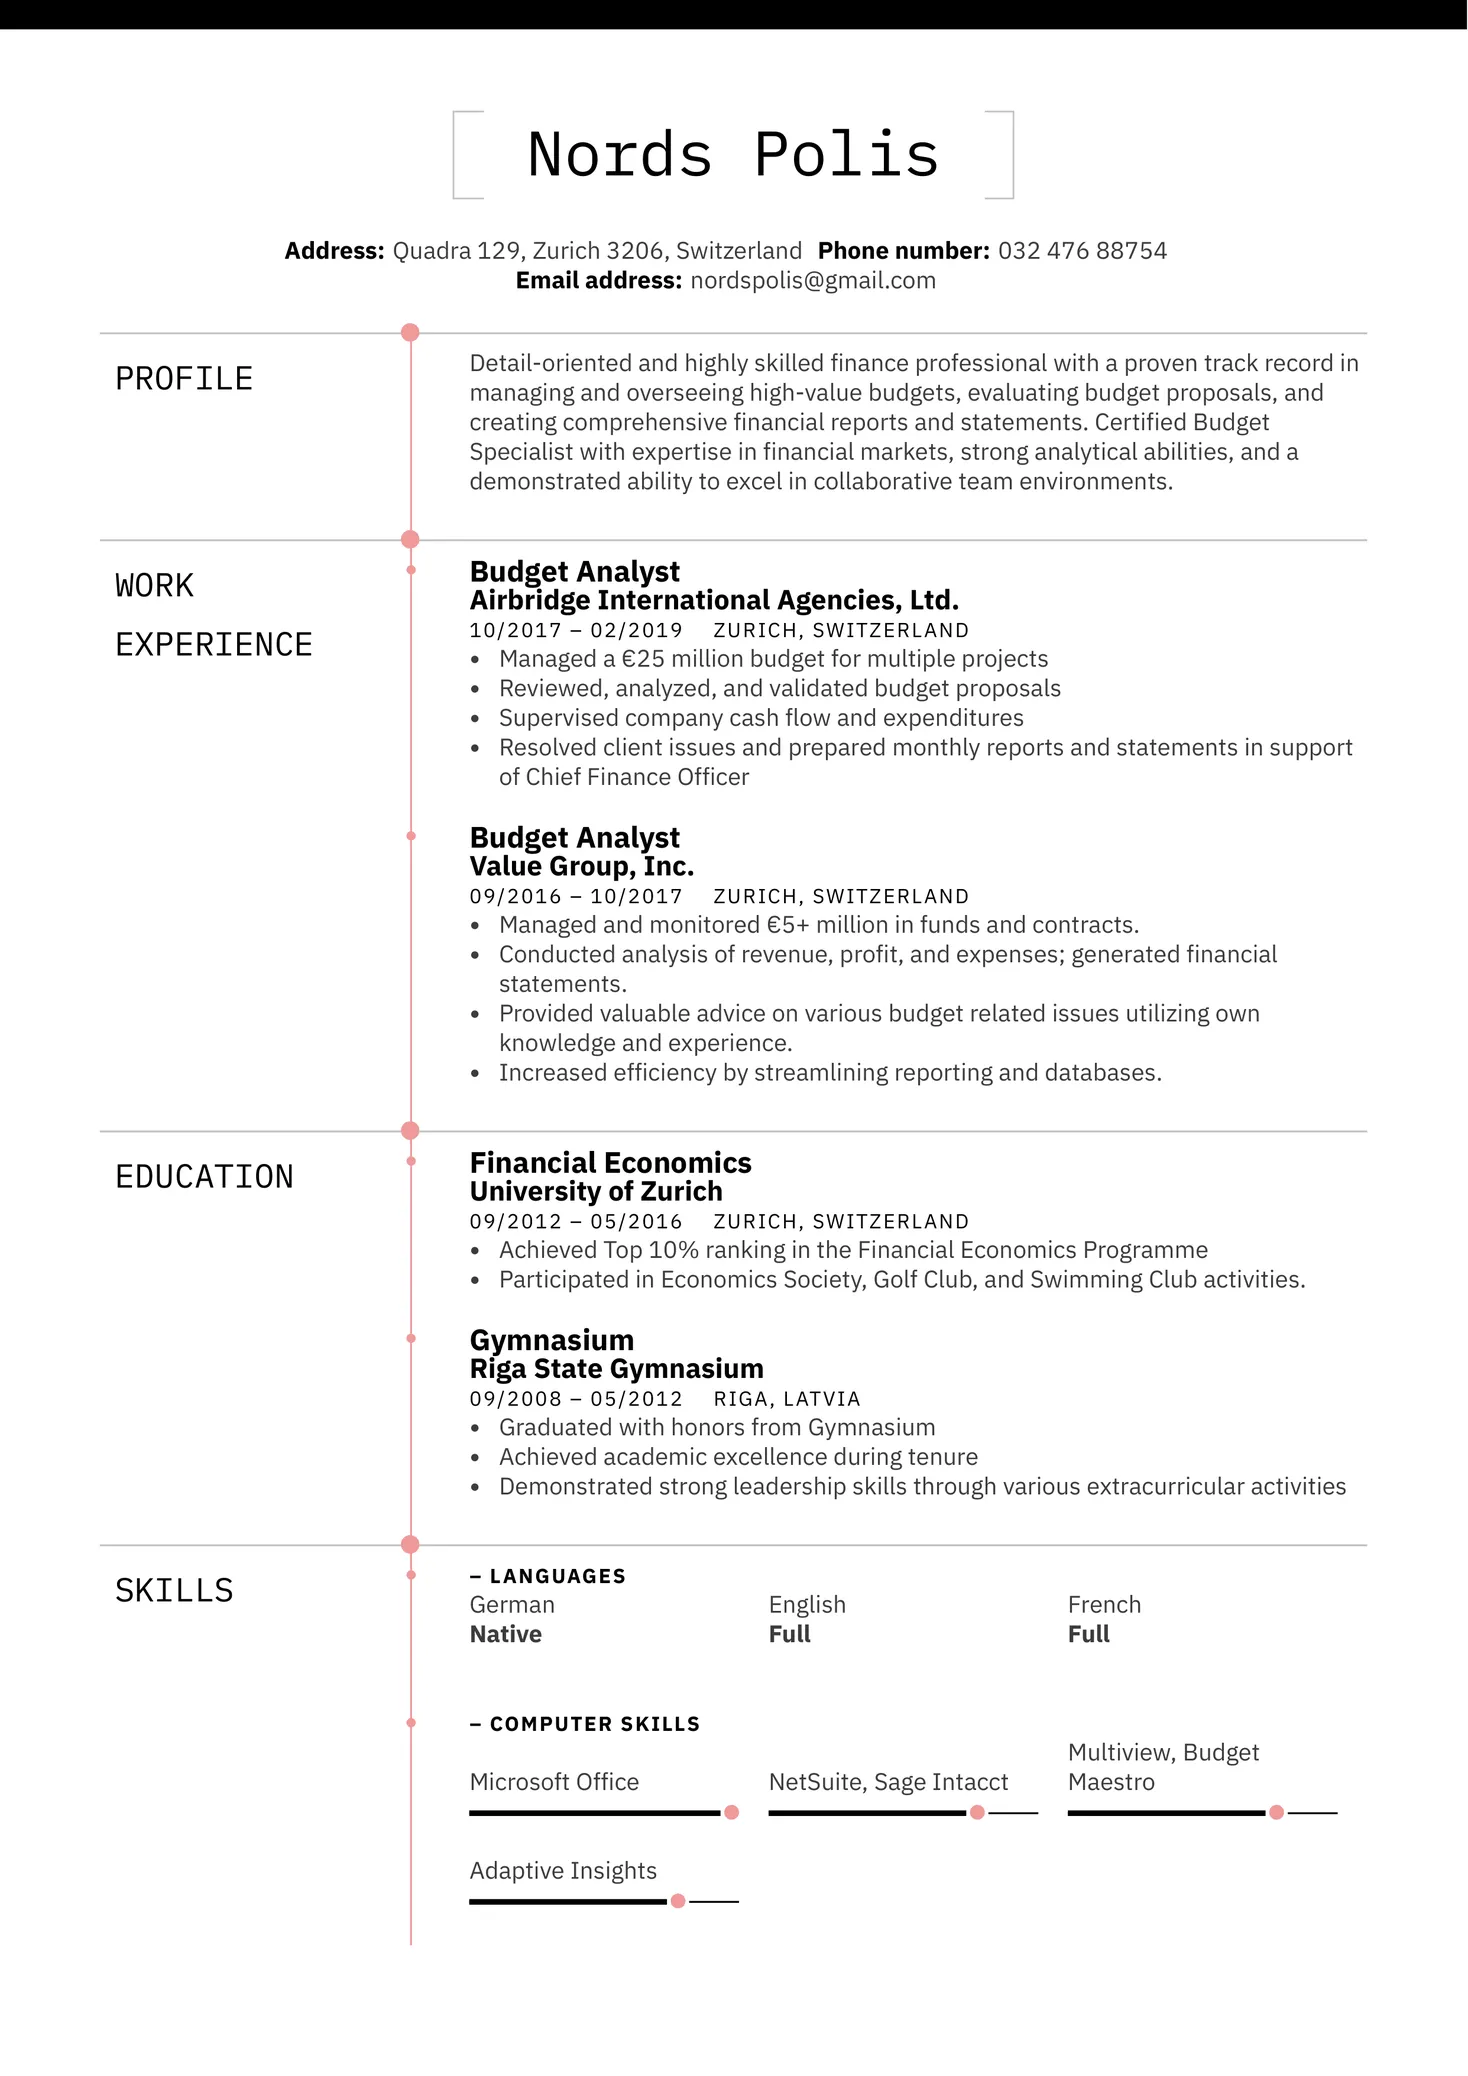 Nords Polis
Address: Quadra 129, Zurich 3206, Switzerland Phone number: 032 476 88754
Email address: nordspolis@gmail.com
PROFILE
Detail-oriented and highly skilled finance professional with a proven track record in
managing and overseeing high-value budgets, evaluating budget proposals, and
creating comprehensive financial reports and statements. Certified Budget
Specialist with expertise in financial markets, strong analytical abilities, and a
demonstrated ability to excel in collaborative team environments.
WORK
EXPERIENCE
Budget Analyst
Airbridge International Agencies, Ltd.
10/2017 – 02/2019 ZURICH, SWITZERLAND
• Managed a €25 million budget for multiple projects
• Reviewed, analyzed, and validated budget proposals
• Supervised company cash flow and expenditures
• Resolved client issues and prepared monthly reports and statements in support
of Chief Finance Officer
Budget Analyst
Value Group, Inc.
09/2016 – 10/2017 ZURICH, SWITZERLAND
• Managed and monitored €5+ million in funds and contracts.
• Conducted analysis of revenue, profit, and expenses; generated financial
statements.
• Provided valuable advice on various budget related issues utilizing own
knowledge and experience.
• Increased efficiency by streamlining reporting and databases.
EDUCATION
Financial Economics
University of Zurich
09/2012 – 05/2016 ZURICH, SWITZERLAND
• Achieved Top 10% ranking in the Financial Economics Programme
• Participated in Economics Society, Golf Club, and Swimming Club activities.
Gymnasium
Riga State Gymnasium
09/2008 – 05/2012 RIGA, LATVIA
• Graduated with honors from Gymnasium
• Achieved academic excellence during tenure
• Demonstrated strong leadership skills through various extracurricular activities
SKILLS
– LANGUAGES
German English French
Native Full Full
– COMPUTER SKILLS
Microsoft Office
NetSuite, Sage Intacct
Multiview, Budget
Maestro
Adaptive Insights